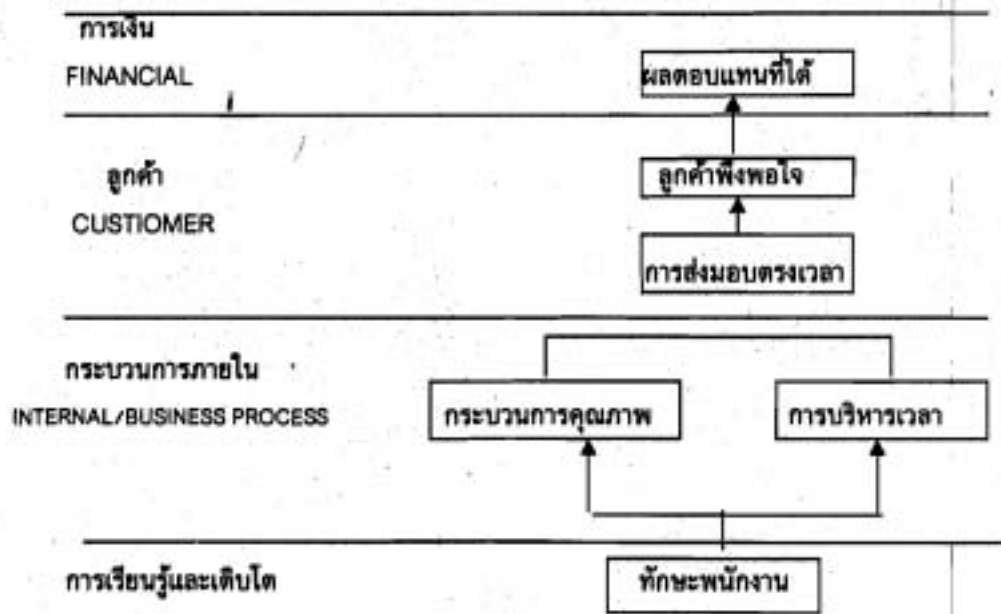 การเงิน
FINANCIAL
ผลตอบแทนที่ได้
ลูกค้า
CUSTIOMER
ลูกค้าพึงพอใจ
การส่งมอบตรงเวลา
กระบวนการภายใน
INTERNAL/BUSINESS PROCESS
กระบวนการคุณภาพ
การบริหารเวลา
การเรียนรู้และเติบโต
ทักษะพนักงาน